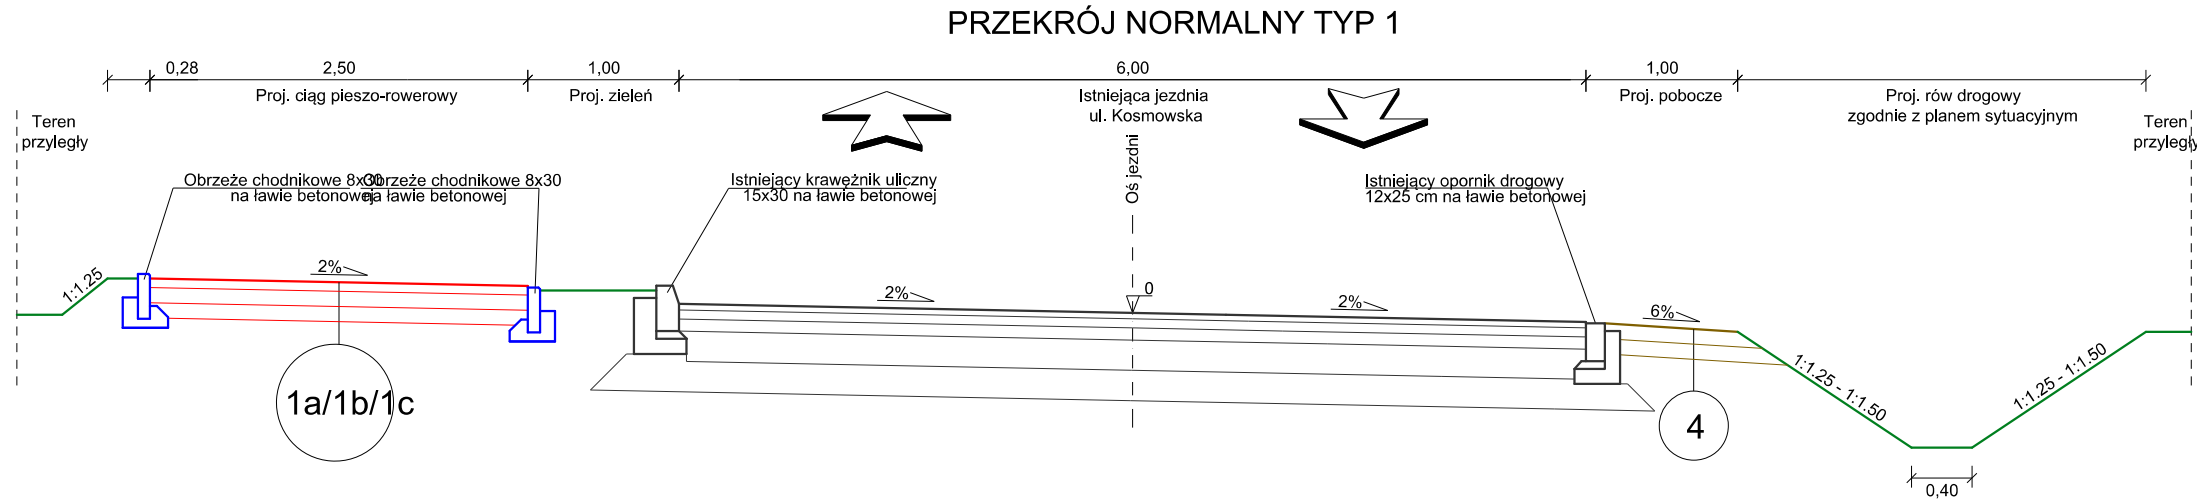 PRZEKRÓJ NORMALNY TYP 1
0,28
2,50
1,00
6,00
1,00
Proj. ciąg pieszo-rowerowy
Proj. zieleń
Istniejąca jezdnia
ul. Kosmowska
Proj. pobocze
Proj. rów drogowy
zgodnie z planem sytuacyjnym
Teren
przyległy
Teren
przyległy
Oś jezdni
Obrzeże chodnikowe 8x30
na ławie betonowej
Obrzeże chodnikowe 8x30
na ławie betonowej
Istniejący krawężnik uliczny
15x30 na ławie betonowej
Istniejący opornik drogowy
12x25 cm na ławie betonowej
1:1.25
2%
2%
0
2%
6%
1:1.25 - 1:1.50
1:1.25 - 1:1.50
1a/1b/1c
4
0,40